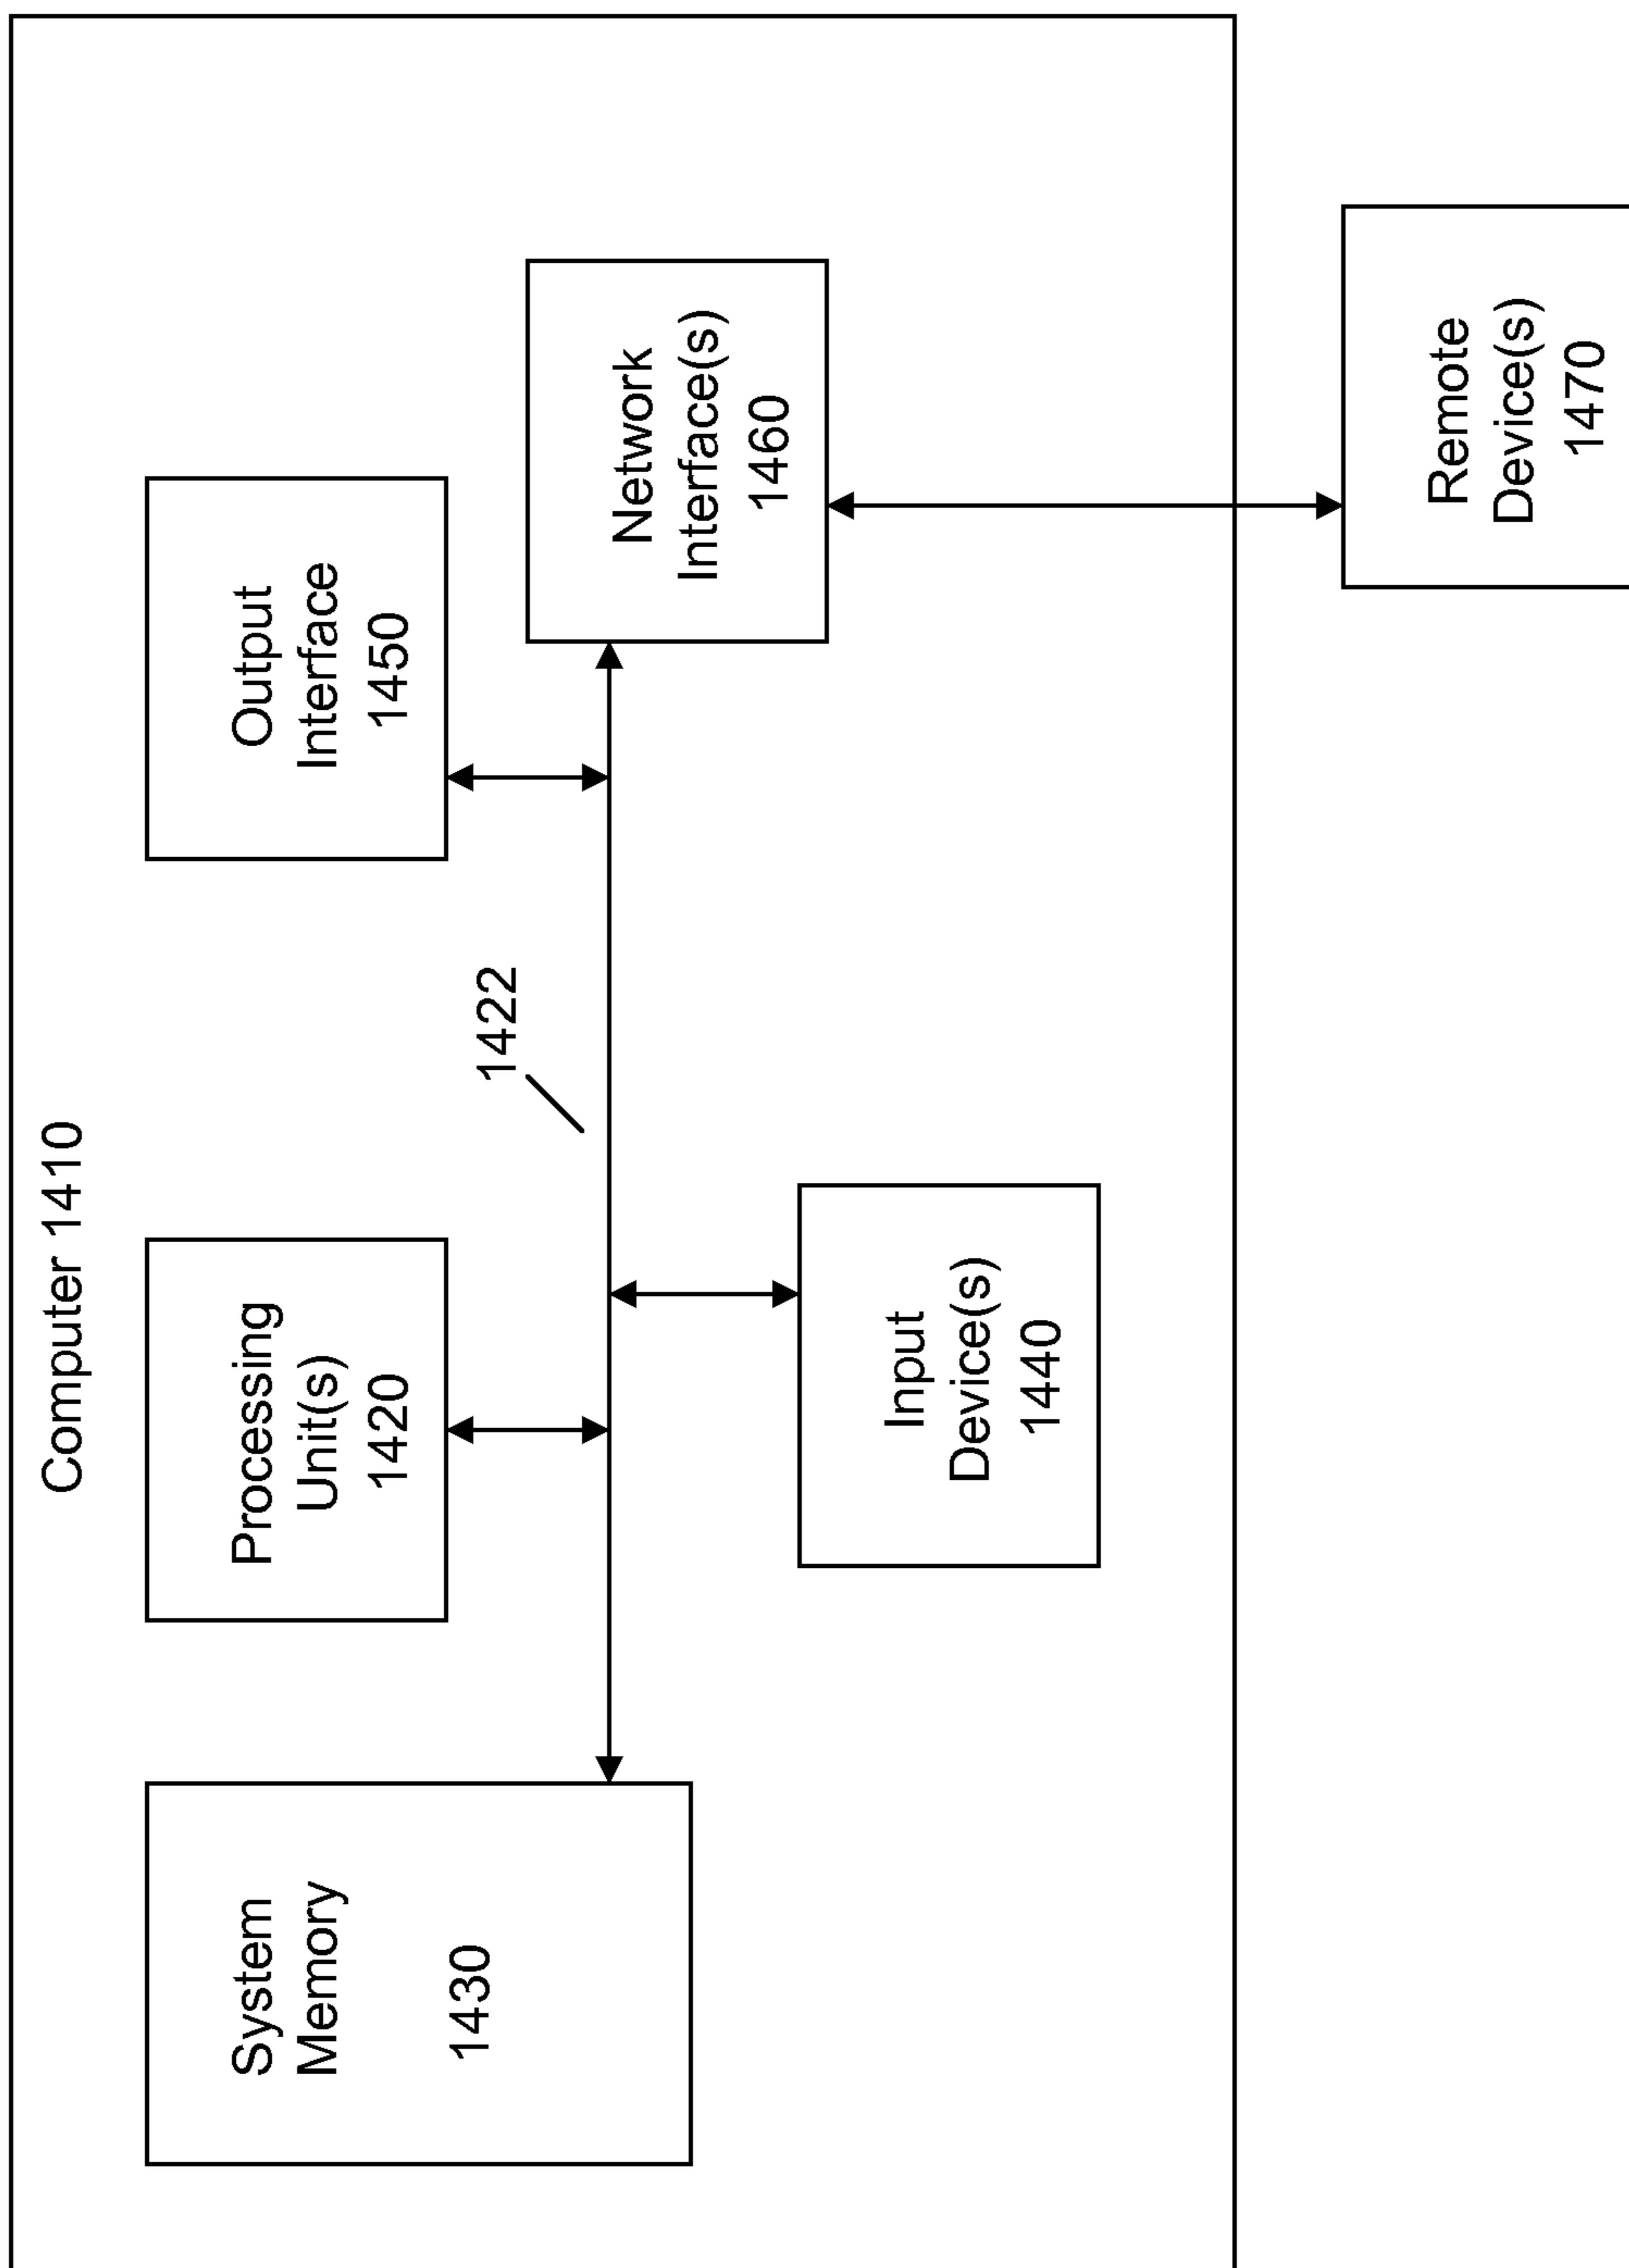 Computer 1410
System
Memory
1430
Processing
Unit(s)
1420
Output
Interface
1450
1422
Network
Interface(s)
1460
Input
Device(s)
1440
Remote
Device(s)
1470